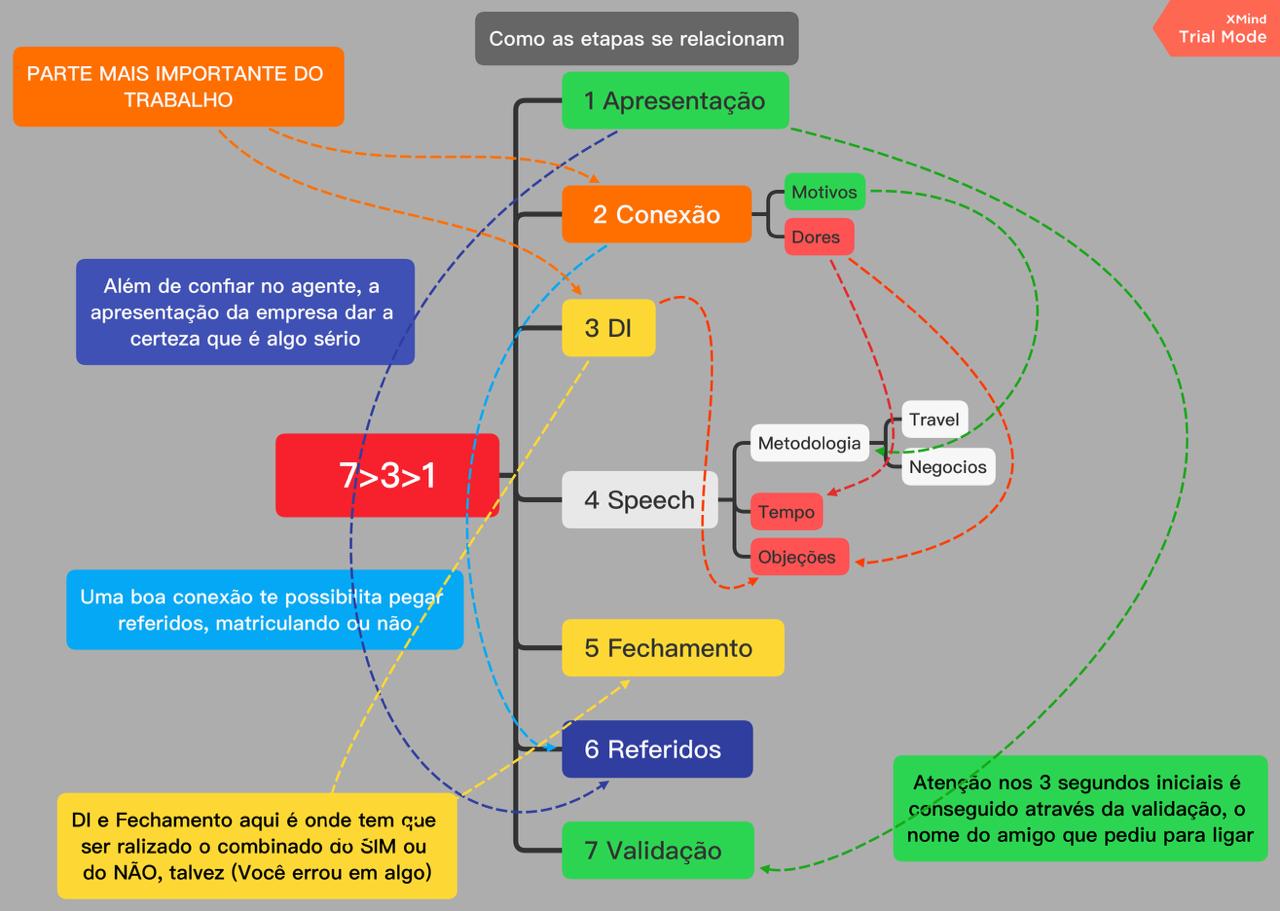 Como as etapas se relacionam
XMind
Trial Mode
PARTE MAIS IMPORTANTE DO
TRABALHO
1 Apresentação
2 Conexão
Motivos
Dores
Além de confiar no agente, a
apresentação da empresa dar a
certeza que é algo sério
3 DI
7>3>1
4 Speech
Metodologia
Travel
Negocios
Tempo
Objeções
Uma boa conexão te possibilita pegar
referidos, matriculando ou não
5 Fechamento
6 Referidos
DI e Fechamento aqui é onde tem que
ser ralizado o combinado do SIM ou
do NÃO, talvez (Você errou em algo)
7 Validação
Atenção nos 3 segundos iniciais é
conseguido através da validação, o
nome do amigo que pediu para ligar